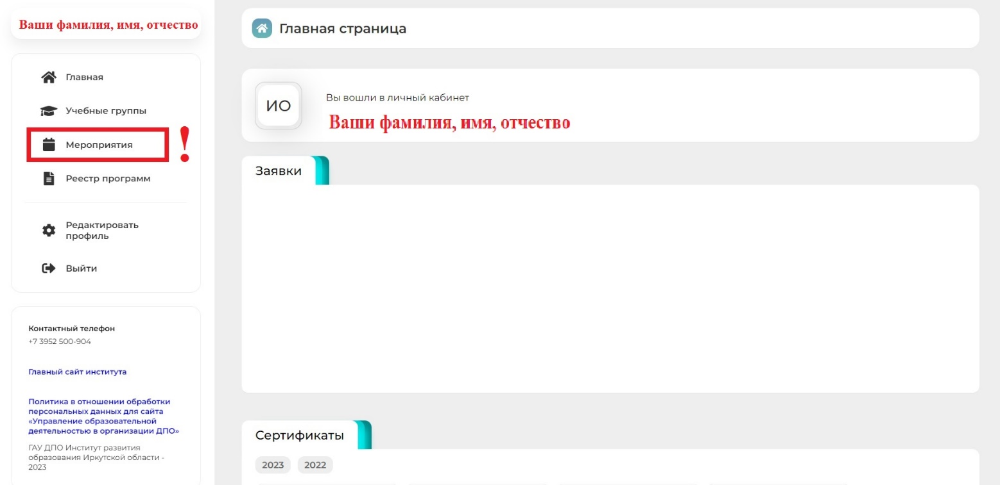 Ваши фамилия, имя, отчество
Главная
Учебные группы
Мероприятия
!
Реестр программ
Редактировать
профиль
Выйти
Контактный телефон
+7 3952 500-904
Главный сайт института
Политика в отношении обработки
персональных данных для сайта
«Управление образовательной
деятельностью в организации ДПО»
ГАУ ДПО Институт развития
образования Иркутской области -
2023
Главная страница
ИО
Вы вошли в личный кабинет
Ваши фамилия, имя, отчество
Заявки
Сертификаты
2023 2022